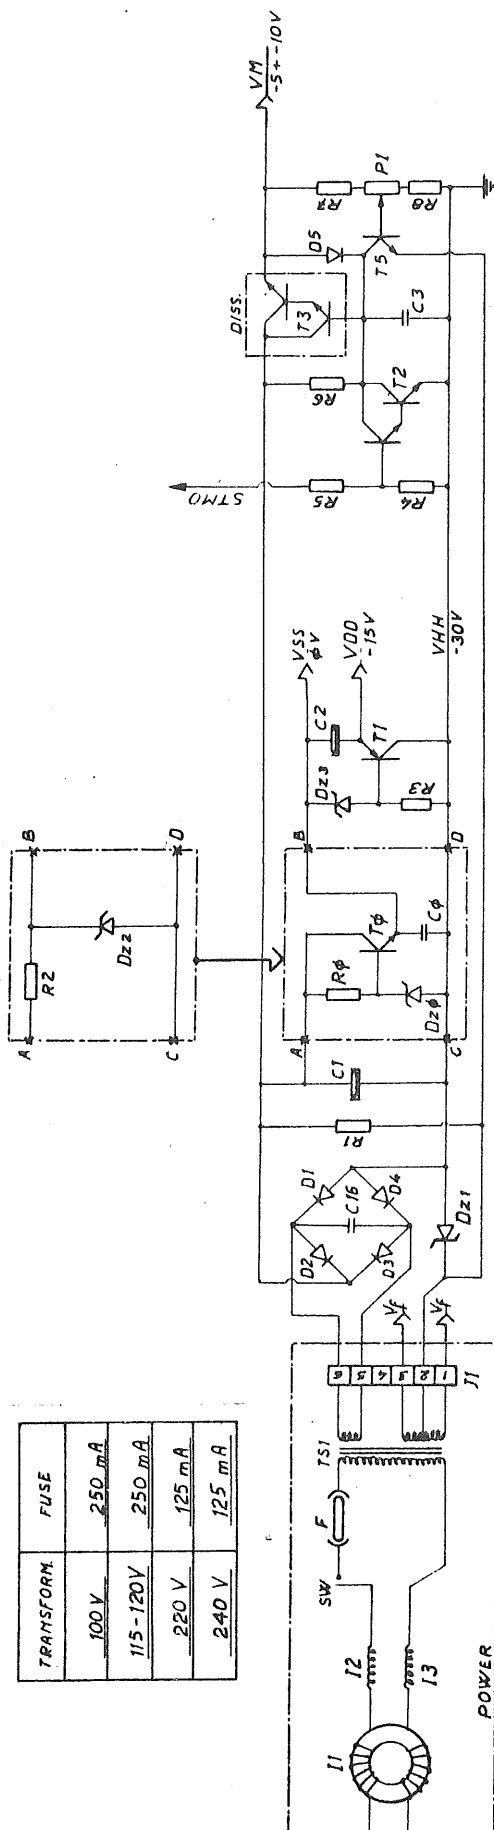 TRANSFORM. FUSE
100 V 250 mA
115-120V 250 mA
220 V 125 mA
240 V 125 mA
A R2 B
Dz2
C D
I1
I2
I3
POWER
SW
F
TS1
6
5
4
3
2
1
J1
Vf
Vf
D2
D1
C16
D3
D4
Dz1
R1
C1
A
B
C
D
Rϕ
Tϕ
Dzϕ
Cϕ
Dz3
C2
R3
T1
VSS
ϕV
VDD
-15V
VHH
-30V
STMO
R5
R4
R6
T2
DISS.
T3
C3
D5
T5
R7
P1
R8
VM
-5÷-10V